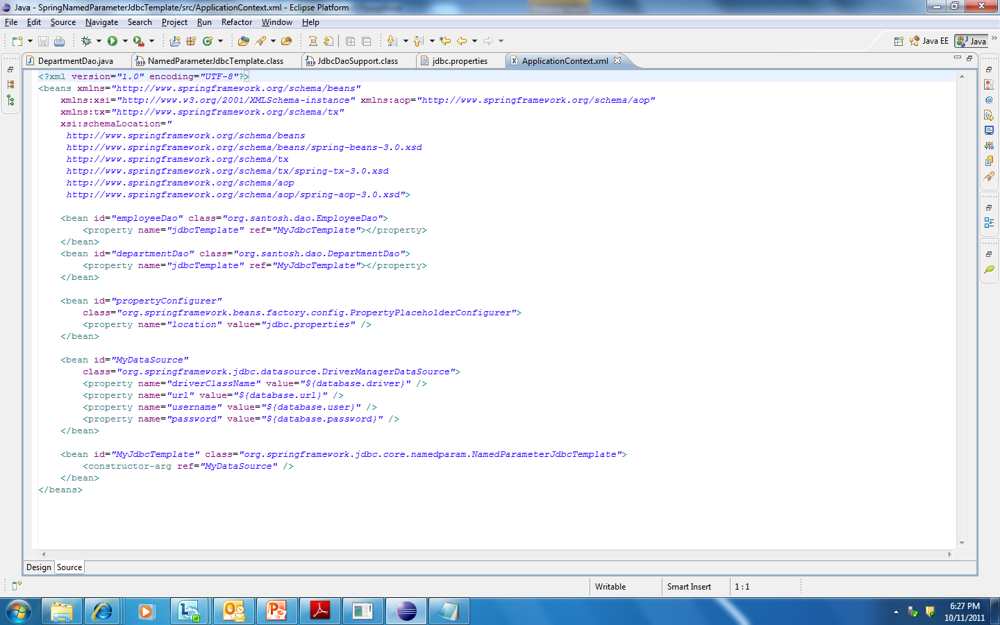 Java - SpringNamedParameterJdbcTemplate/src/ApplicationContext.xml - Eclipse Platform
File Edit Source Navigate Search Project Run Refactor Window Help
Java EE Java
DepartmentDao.java NamedParameterJdbcTemplate.class JdbcDaoSupport.class jdbc.properties ApplicationContext.xml
<?xml version="1.0" encoding="UTF-8"?>
<beans xmlns="http://www.springframework.org/schema/beans"
    xmlns:xsi="http://www.w3.org/2001/XMLSchema-instance" xmlns:aop="http://www.springframework.org/schema/aop"
    xmlns:tx="http://www.springframework.org/schema/tx"
    xsi:schemaLocation="
     http://www.springframework.org/schema/beans
     http://www.springframework.org/schema/beans/spring-beans-3.0.xsd
     http://www.springframework.org/schema/tx
     http://www.springframework.org/schema/tx/spring-tx-3.0.xsd
     http://www.springframework.org/schema/aop
     http://www.springframework.org/schema/aop/spring-aop-3.0.xsd">
    <bean id="employeeDao" class="org.santosh.dao.EmployeeDao">
        <property name="jdbcTemplate" ref="MyJdbcTemplate"></property>
    </bean>
    <bean id="departmentDao" class="org.santosh.dao.DepartmentDao">
        <property name="jdbcTemplate" ref="MyJdbcTemplate"></property>
    </bean>
    <bean id="propertyConfigurer"
        class="org.springframework.beans.factory.config.PropertyPlaceholderConfigurer">
        <property name="location" value="jdbc.properties" />
    </bean>
    <bean id="MyDataSource"
        class="org.springframework.jdbc.datasource.DriverManagerDataSource">
        <property name="driverClassName" value="${database.driver}" />
        <property name="url" value="${database.url}" />
        <property name="username" value="${database.user}" />
        <property name="password" value="${database.password}" />
    </bean>
    <bean id="MyJdbcTemplate" class="org.springframework.jdbc.core.namedparam.NamedParameterJdbcTemplate">
        <constructor-arg ref="MyDataSource" />
    </bean>
</beans>
Design Source
Writable Smart Insert 1 : 1
6:27 PM
10/11/2011